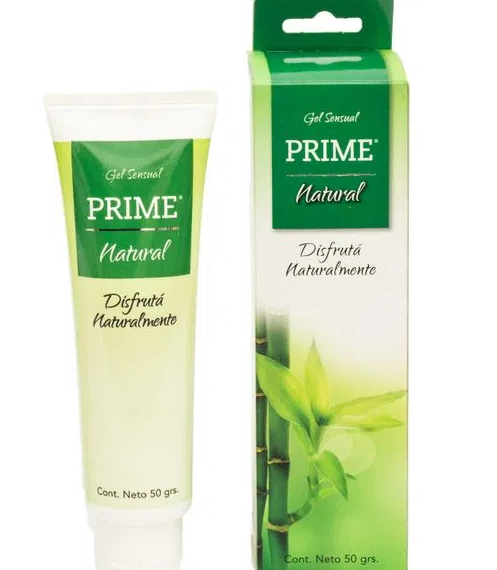 Gel Sensual
PRIME®
Natural
Disfrutá
Naturalmente
Cont. Neto 50 grs.
Gel Sensual
PRIME®
Natural
Disfrutá
Naturalmente
Cont. Neto 50 grs.